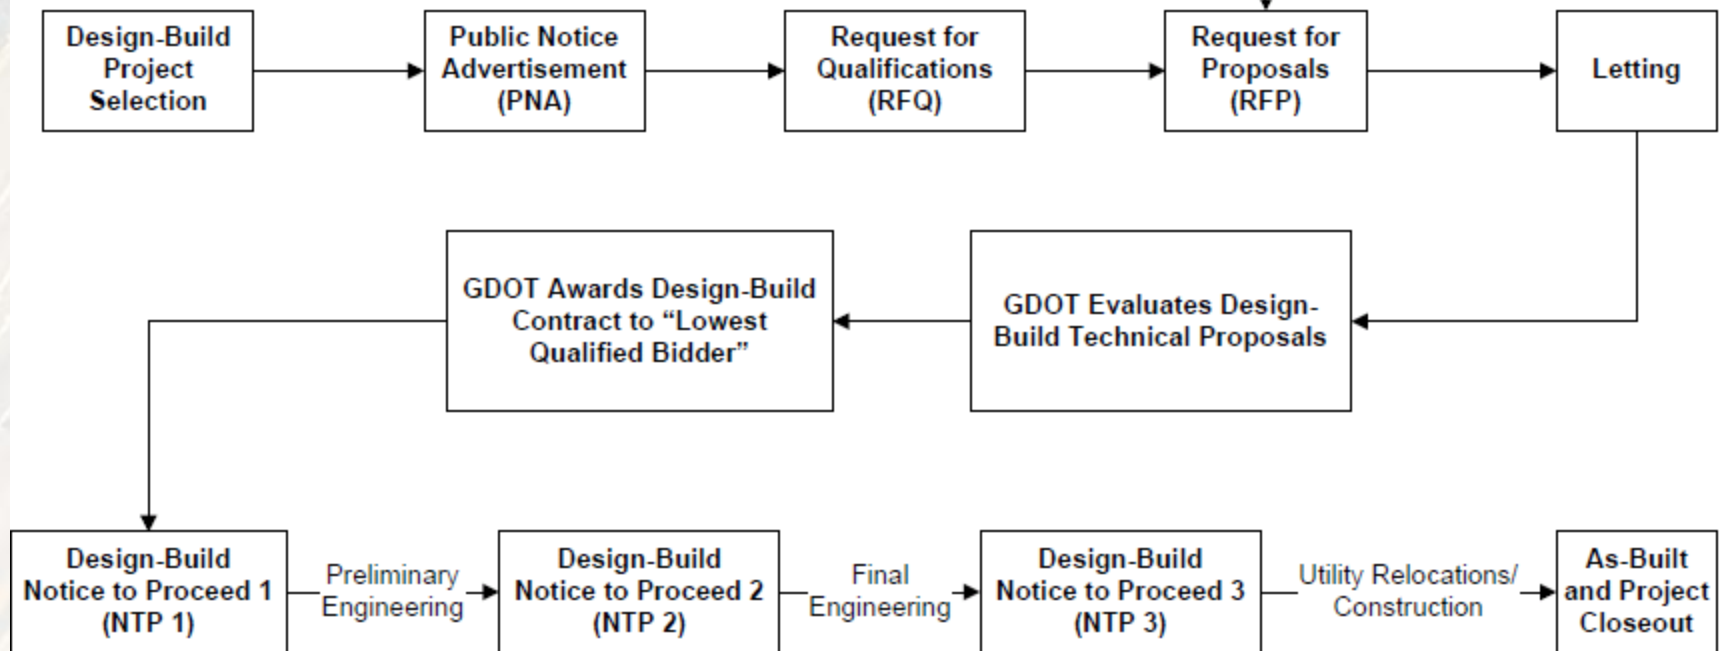 Design-Build
Project
Selection
Public Notice
Advertisement
(PNA)
Request for
Qualifications
(RFQ)
Request for
Proposals
(RFP)
Letting
GDOT Evaluates Design-
Build Technical Proposals
GDOT Awards Design-Build
Contract to “Lowest
Qualified Bidder”
Design-Build
Notice to Proceed 1
(NTP 1)
Preliminary
Engineering
Design-Build
Notice to Proceed 2
(NTP 2)
Final
Engineering
Design-Build
Notice to Proceed 3
(NTP 3)
Utility Relocations/
Construction
As-Built
and Project
Closeout